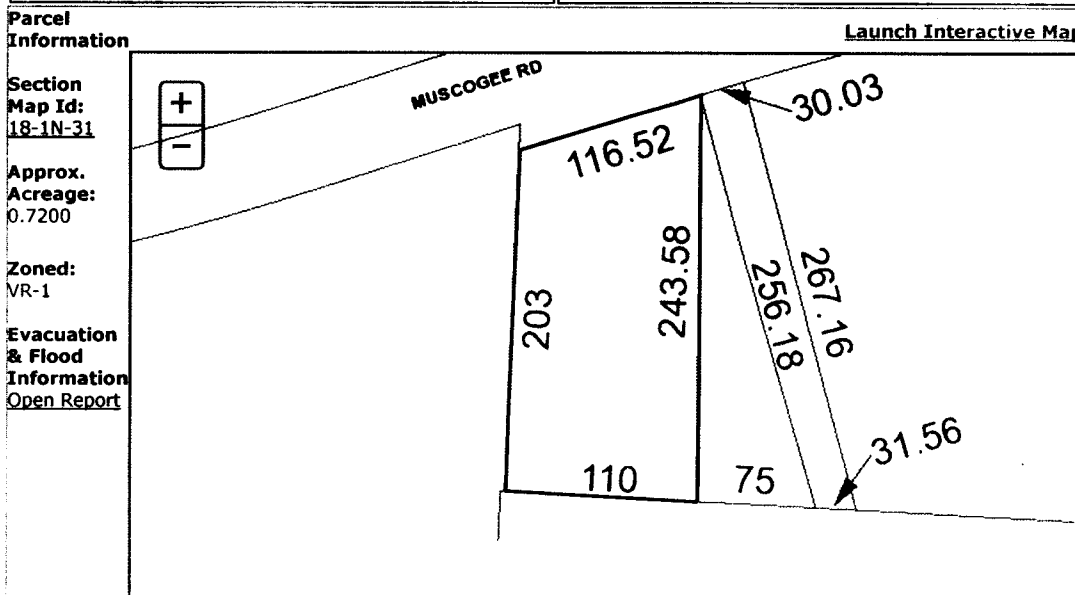 Parcel
Information
Launch Interactive Map
Section
Map Id:
18-1N-31
Approx.
Acreage:
0.7200
Zoned:
VR-1
Evacuation
& Flood
Information
Open Report
+
−
MUSCOGEE RD
116.52
30.03
203
243.58
256.18
267.16
110
75
31.56